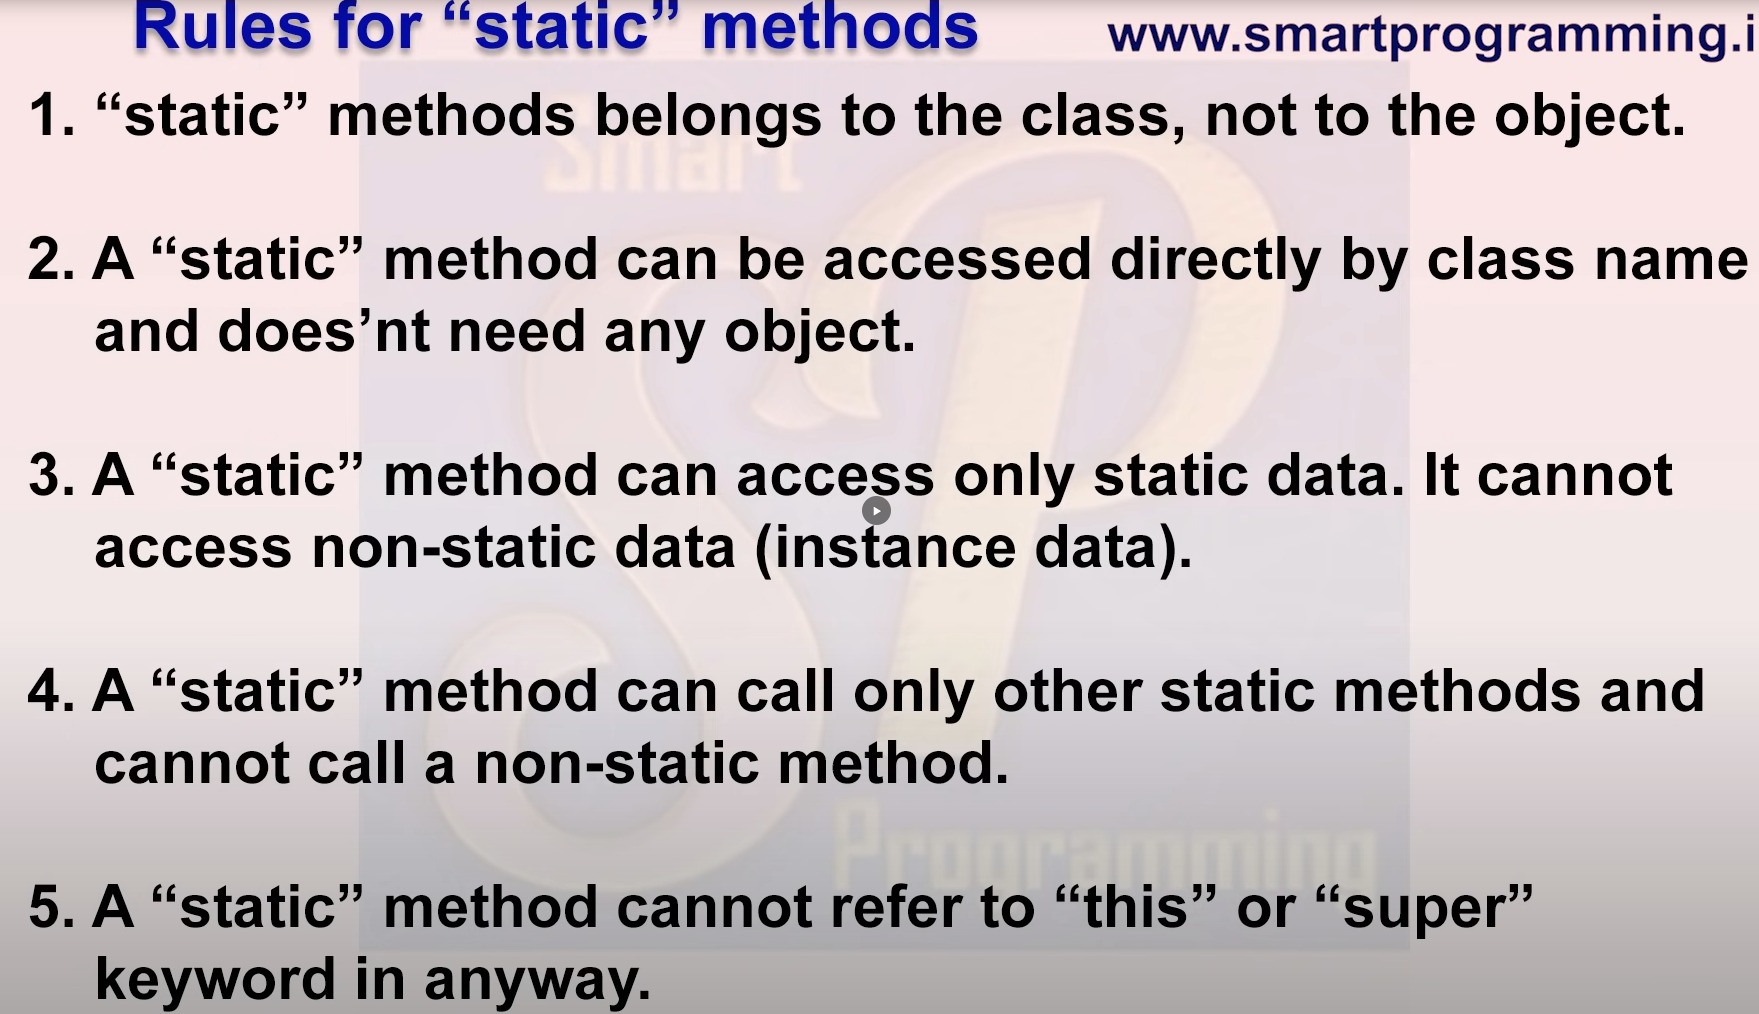 Rules for “static” methods
www.smartprogramming.i
1. “static” methods belongs to the class, not to the object.
2. A “static” method can be accessed directly by class name
and does’nt need any object.
3. A “static” method can access only static data. It cannot
access non-static data (instance data).
4. A “static” method can call only other static methods and
cannot call a non-static method.
5. A “static” method cannot refer to “this” or “super”
keyword in anyway.
Smart
SP
Programming